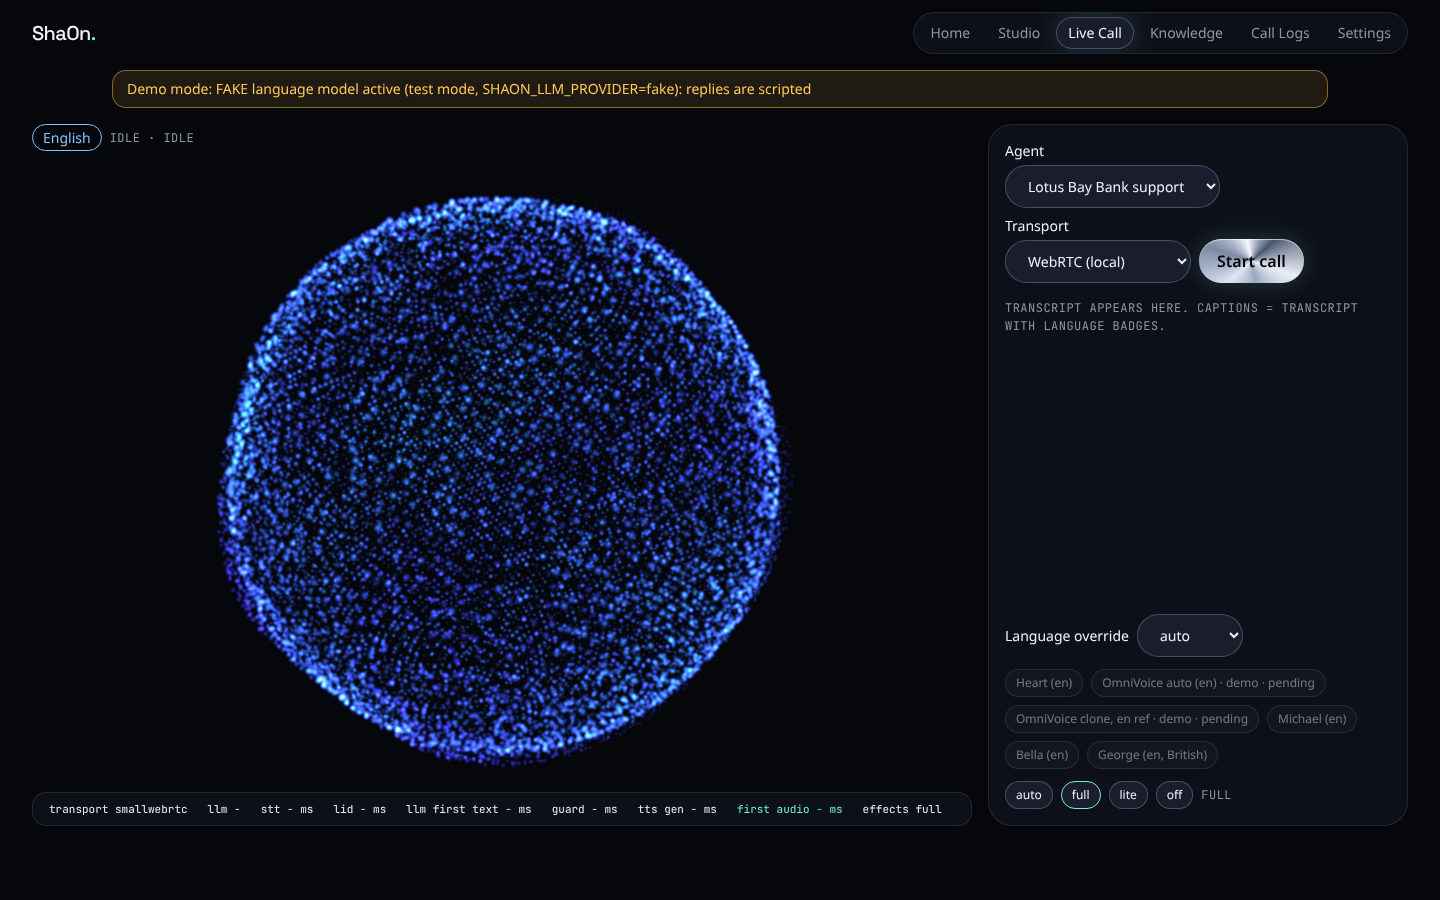 ShaOn.
Home Studio Live Call Knowledge Call Logs Settings
Demo mode: FAKE language model active (test mode, SHAON_LLM_PROVIDER=fake): replies are scripted
English IDLE · IDLE
Agent
Lotus Bay Bank support
Transport
WebRTC (local) Start call
TRANSCRIPT APPEARS HERE. CAPTIONS = TRANSCRIPT
WITH LANGUAGE BADGES.
Language override auto
Heart (en) OmniVoice auto (en) · demo · pending
OmniVoice clone, en ref · demo · pending Michael (en)
Bella (en) George (en, British)
auto full lite off FULL
transport smallwebrtc llm - stt - ms lid - ms llm first text - ms guard - ms tts gen - ms first audio - ms effects full